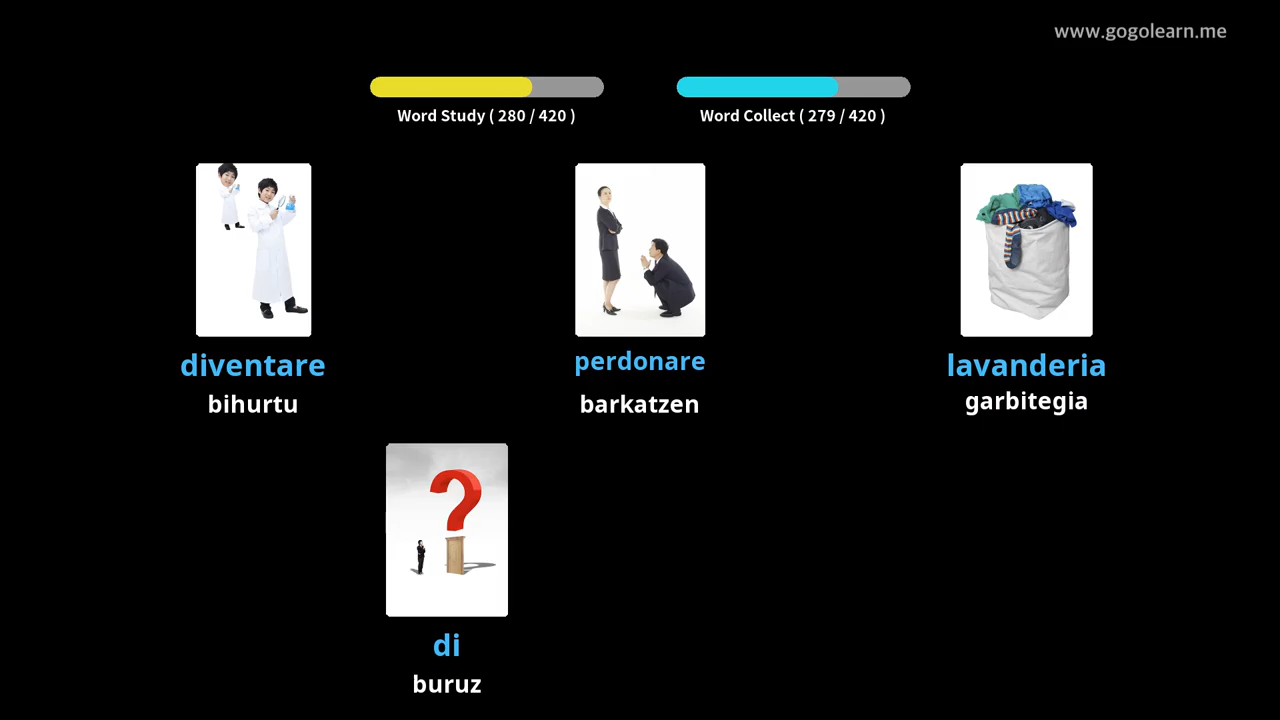 www.gogolearn.me
Word Study ( 280 / 420 )
Word Collect ( 279 / 420 )
diventare
bihurtu
perdonare
barkatzen
lavanderia
garbitegia
di
buruz